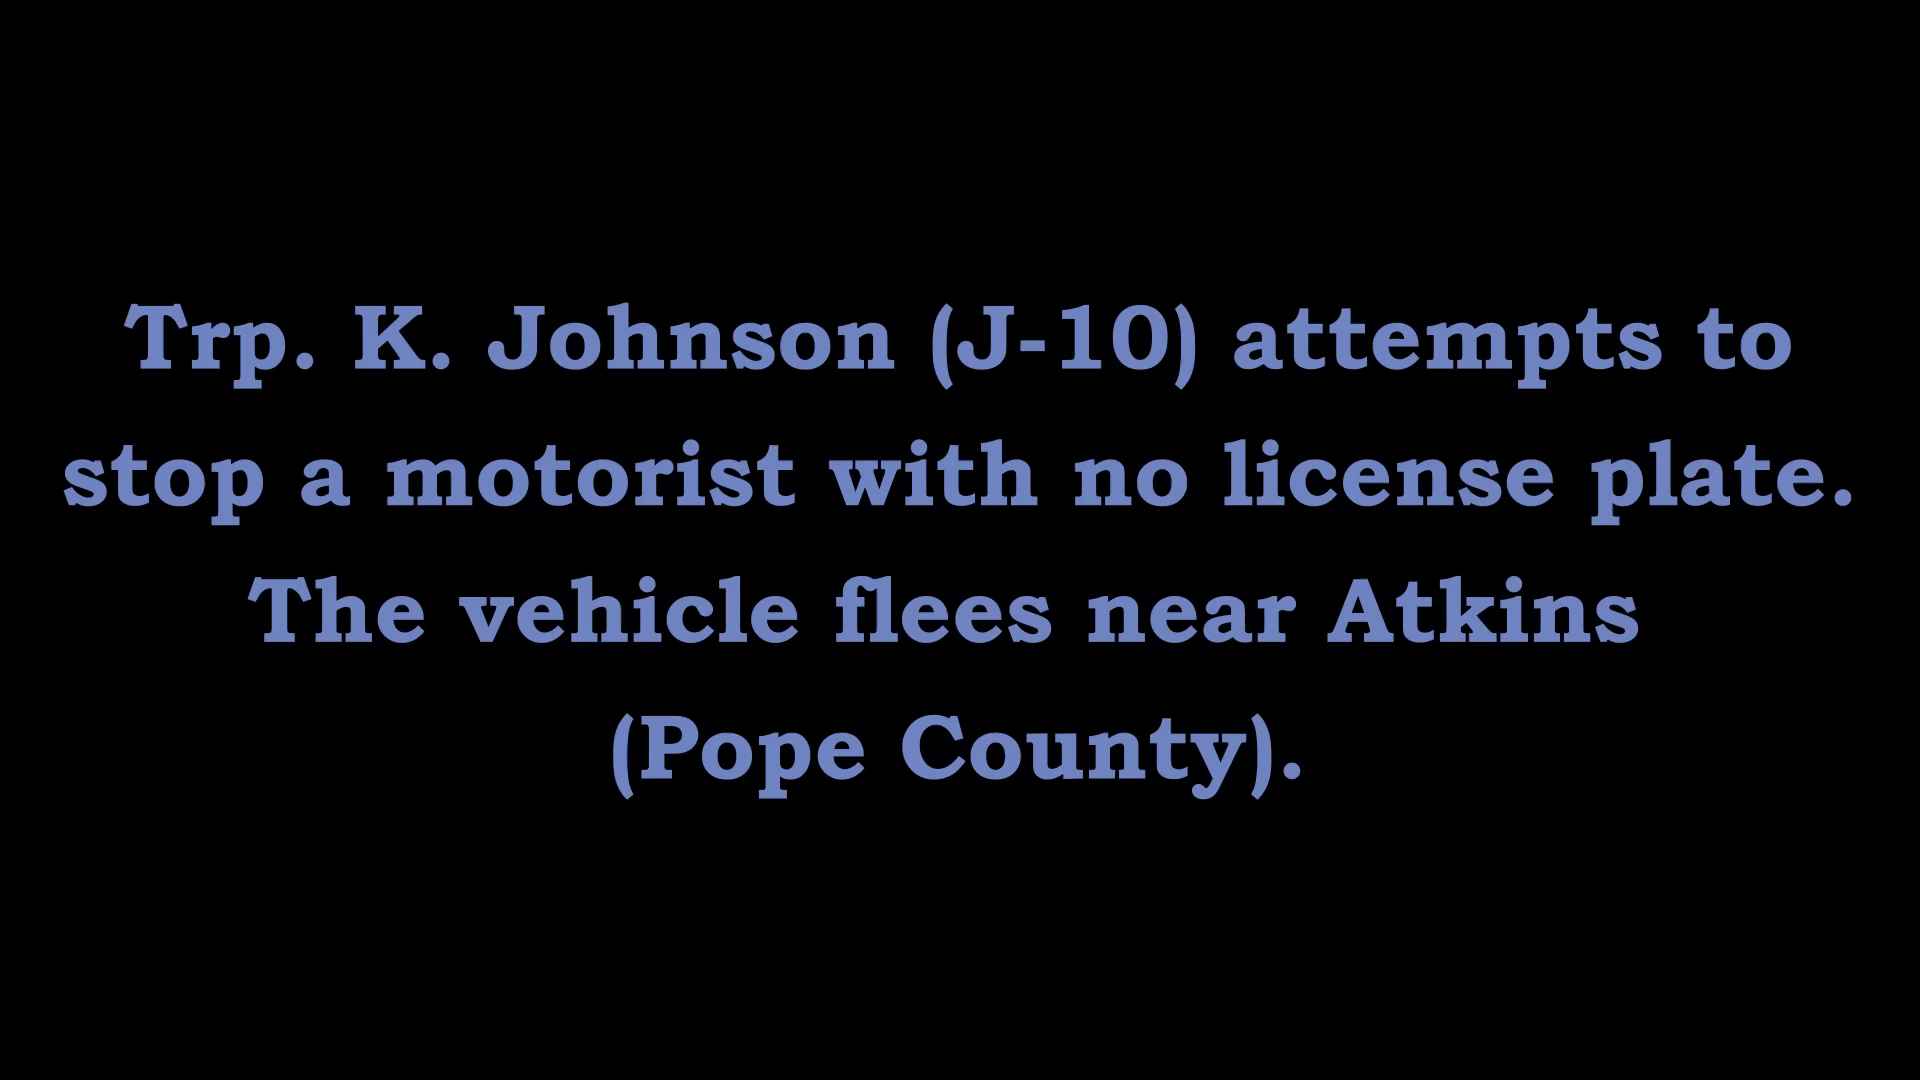 Trp. K. Johnson (J-10) attempts to
stop a motorist with no license plate.
The vehicle flees near Atkins
(Pope County).